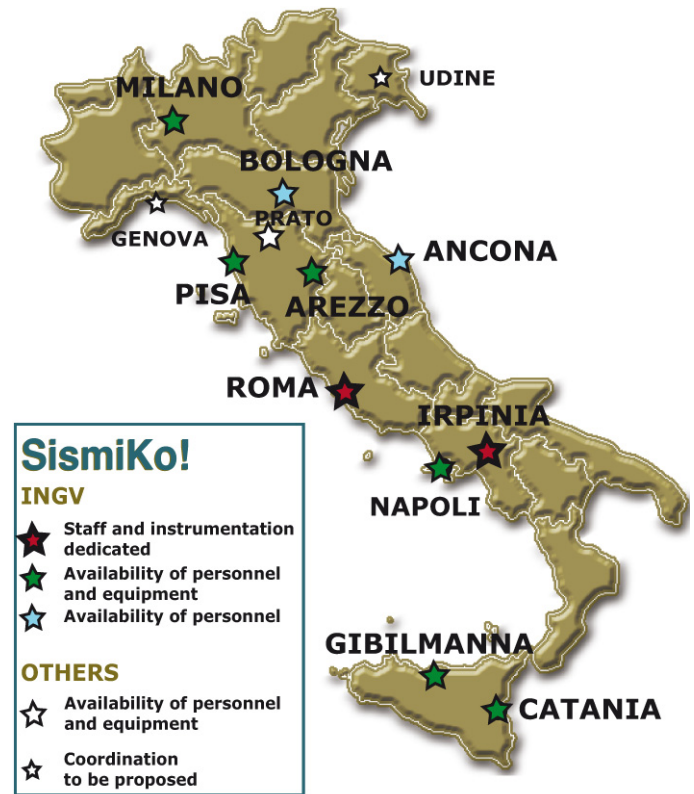 UDINE
MILANO
BOLOGNA
PRATO
GENOVA
ANCONA
PISA
AREZZO
ROMA
IRPINIA
NAPOLI
GIBILMANNA
CATANIA
SismiKo!
INGV
Staff and instrumentation
dedicated
Availability of personnel
and equipment
Availability of personnel
OTHERS
Availability of personnel
and equipment
Coordination
to be proposed